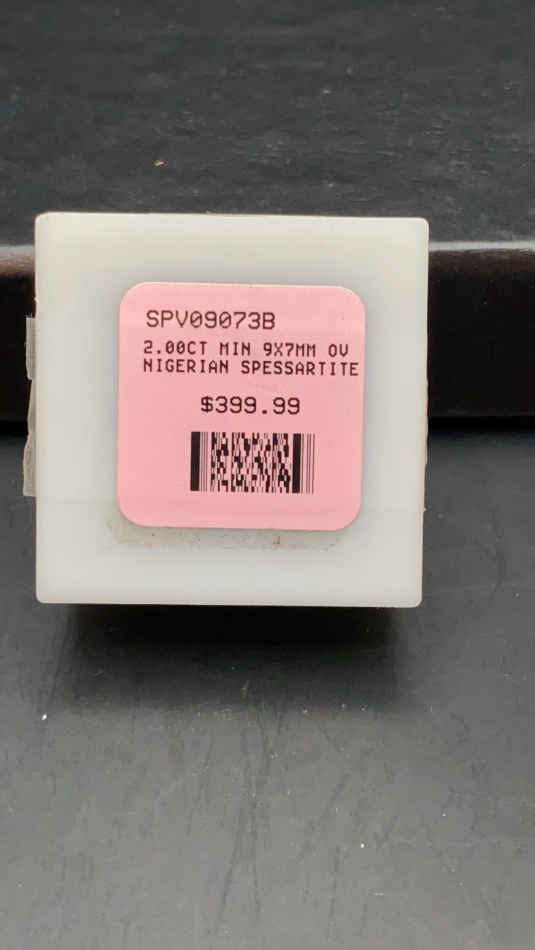 SPV09073B
2.00CT MIN 9X7MM OV
NIGERIAN SPESSARTITE
$399.99